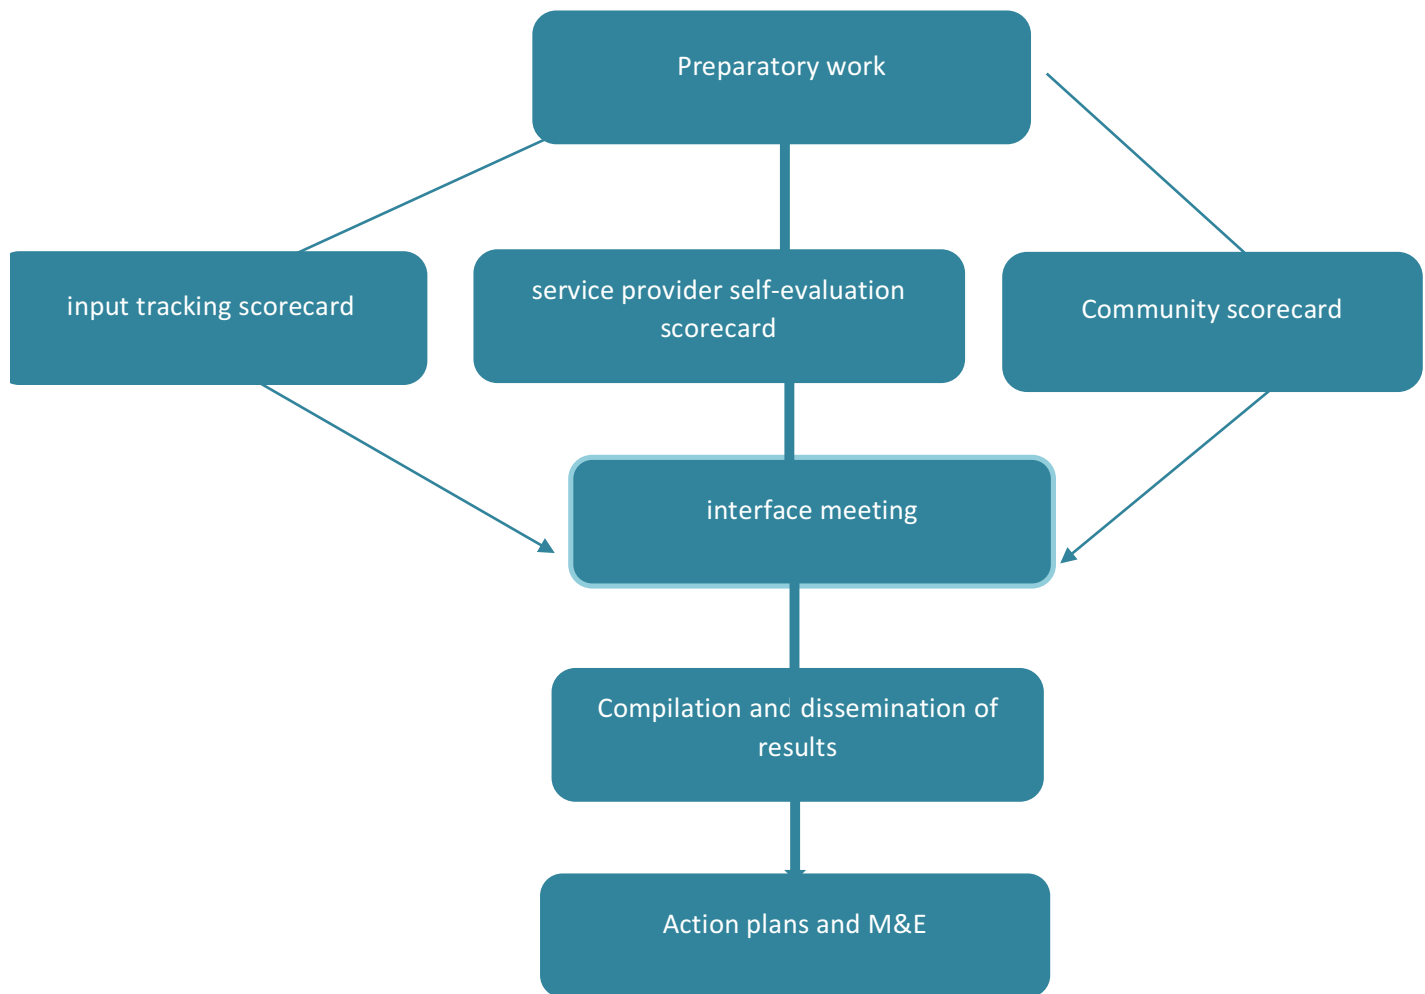 Preparatory work
input tracking scorecard
service provider self-evaluation
scorecard
Community scorecard
interface meeting
Compilation and dissemination of
results
Action plans and M&E